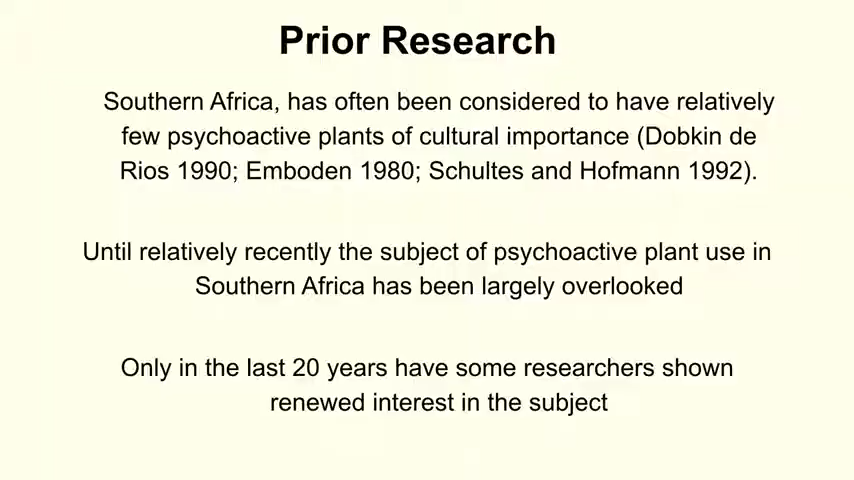 Prior Research
Southern Africa, has often been considered to have relatively
few psychoactive plants of cultural importance (Dobkin de
Rios 1990; Emboden 1980; Schultes and Hofmann 1992).
Until relatively recently the subject of psychoactive plant use in
Southern Africa has been largely overlooked
Only in the last 20 years have some researchers shown
renewed interest in the subject